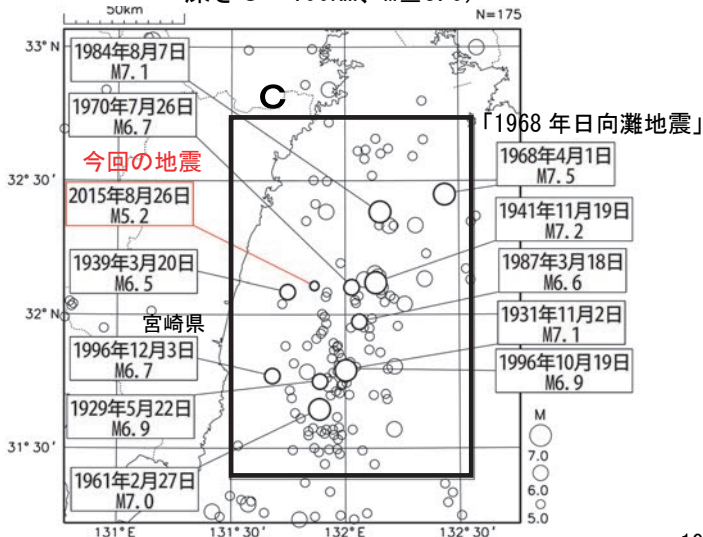 50km
N=175
33°N
1984年8月7日
M7.1
C
1970年7月26日
M6.7
「1968 年日向灘地震」
今回の地震
1968年4月1日
M7.5
32°30'
2015年8月26日
M5.2
1941年11月19日
M7.2
1939年3月20日
M6.5
1987年3月18日
M6.6
32°N
宮崎県
1931年11月2日
M7.1
1996年12月3日
M6.7
1996年10月19日
M6.9
1929年5月22日
M6.9
M
7.0
6.0
5.0
31°30'
1961年2月27日
M7.0
131°E
131°30'
132°E
132°30'